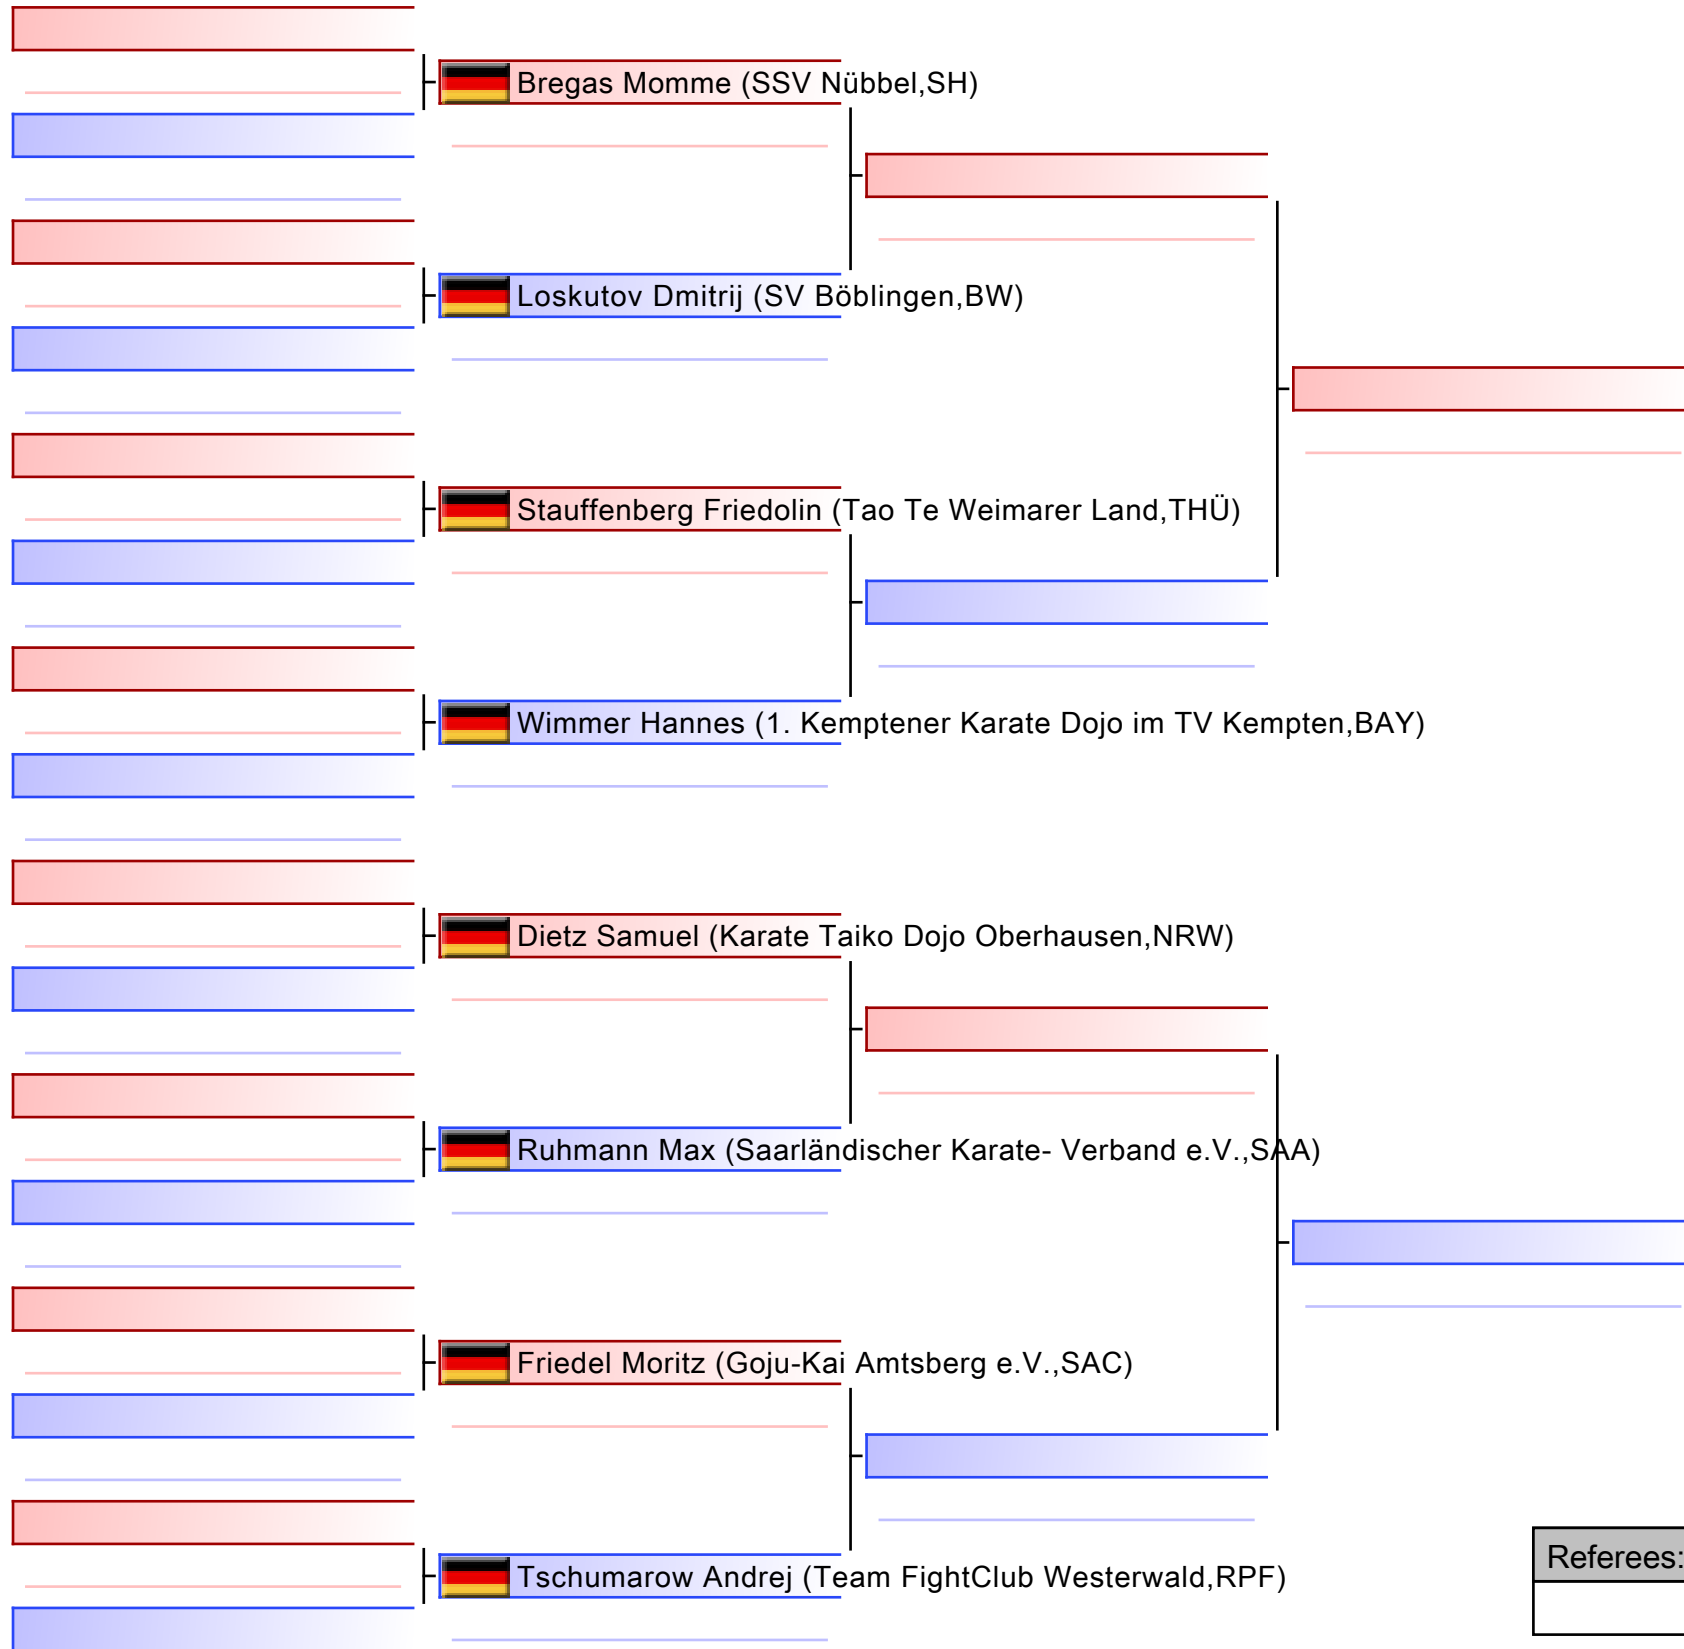 Bregas Momme (SSV Nübbel,SH)
Loskutov Dmitrij (SV Böblingen,BW)
Stauffenberg Friedolin (Tao Te Weimarer Land,THÜ)
Wimmer Hannes (1. Kemptener Karate Dojo im TV Kempten,BAY)
Dietz Samuel (Karate Taiko Dojo Oberhausen,NRW)
Ruhmann Max (Saarländischer Karate- Verband e.V.,SAA)
Friedel Moritz (Goju-Kai Amtsberg e.V.,SAC)
Tschumarow Andrej (Team FightClub Westerwald,RPF)
Referees: